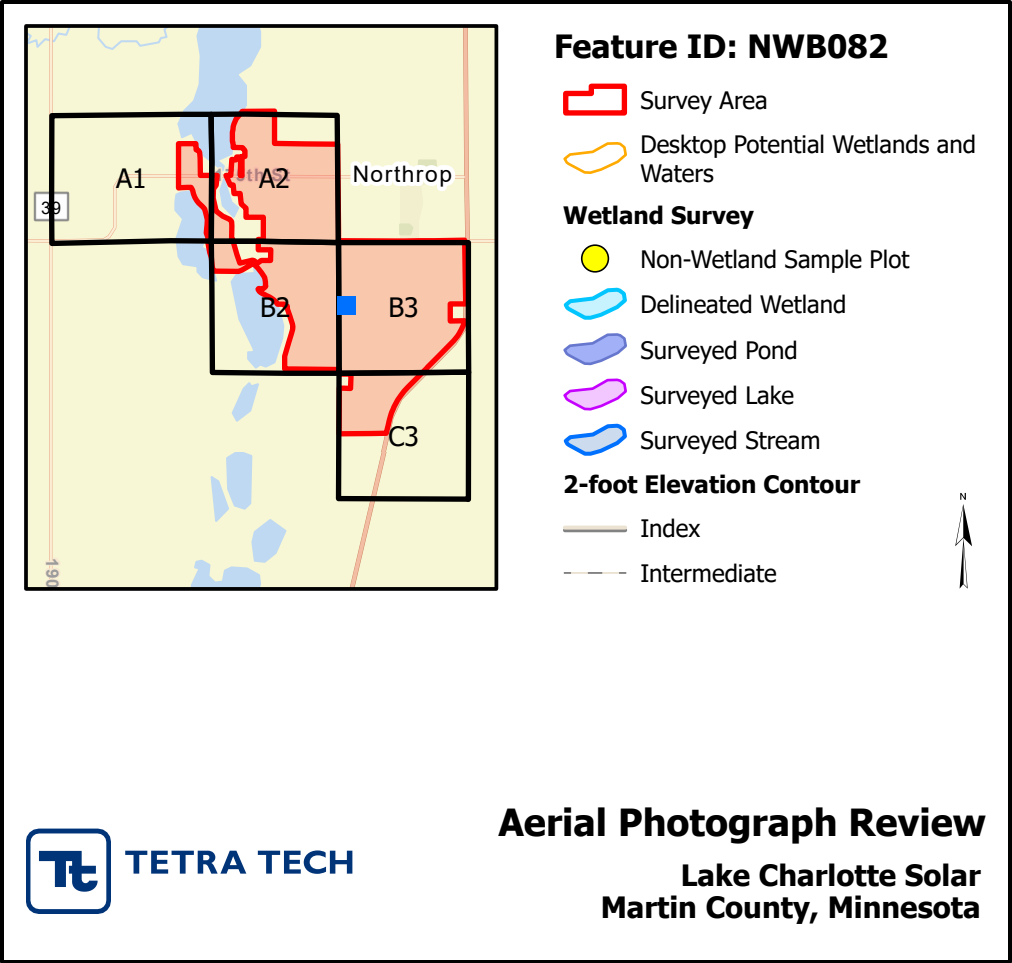 Feature ID: NWB082
Survey Area
Desktop Potential Wetlands and
Waters
Wetland Survey
Non-Wetland Sample Plot
Delineated Wetland
Surveyed Pond
Surveyed Lake
Surveyed Stream
2-foot Elevation Contour
Index
Intermediate
N
A1
A2
Northrop
39
B2
B3
C3
190
Tt TETRA TECH
Aerial Photograph Review
Lake Charlotte Solar
Martin County, Minnesota